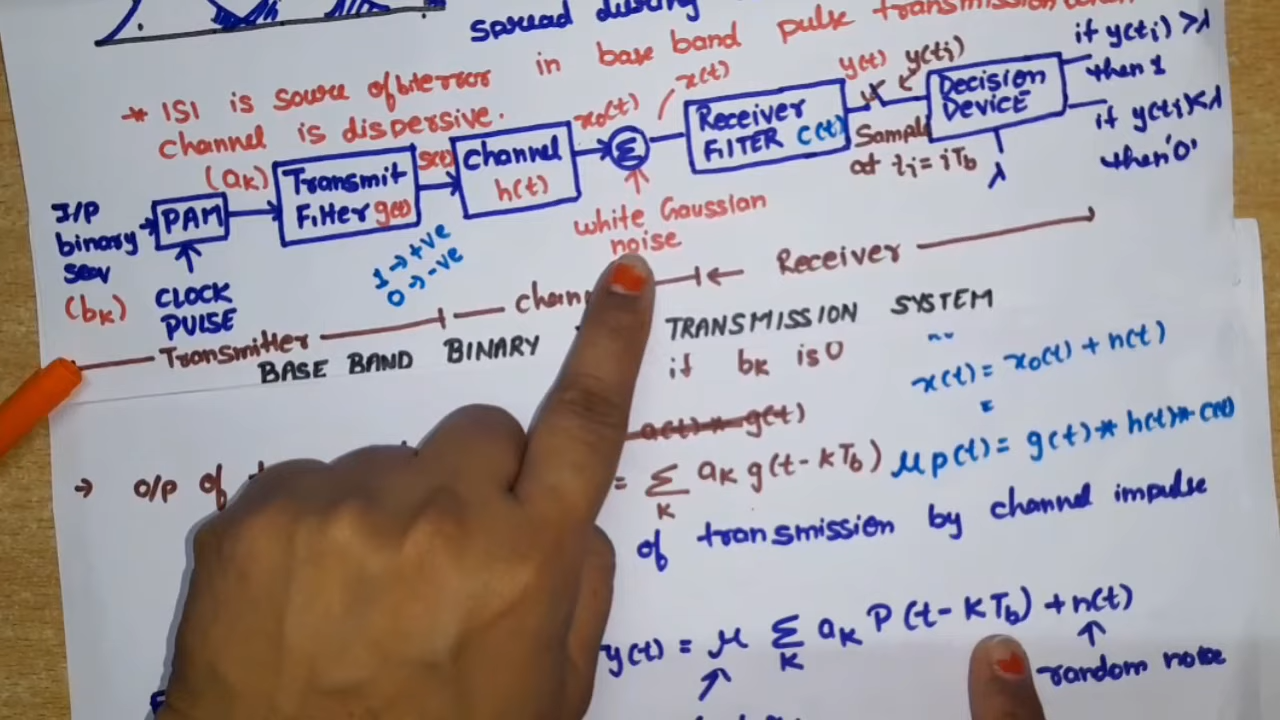 spread during
in base band pulse transmission when
* ISI is source of bit error
channel is dispersive.
I/P
binary
seqv
(bk)
PAM
CLOCK
PULSE
(ak)
Transmit
Filter g(t)
s(t)
1 → +ve
0 → -ve
Channel
h(t)
x0(t)
Σ
white Gaussian
noise
x(t)
Receiver
FILTER c(t)
y(t) y(ti)
Sample
at ti = iTb
Decision
DEVICE
λ
if y(ti) > λ
then 1
if y(ti) < λ
then '0'
Transmitter
Receiver
BASE BAND BINARY TRANSMISSION SYSTEM
if bk is 0
x(t) = x0(t) + n(t)
a(t) * g(t)
→ O/P of = Σ ak g(t - kTb)
K
μp(t) = g(t) * h(t) * c(t)
of transmission by channel impulse
y(t) = μ Σ ak P(t - kTb) + n(t)
K
random noise